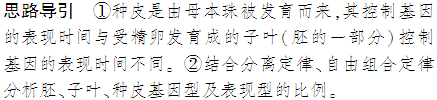 思路导引　①种皮是由母本珠被发育而来,其控制基因
的表现时间与受精卵发育成的子叶(胚的一部分)控制
基因的表现时间不同。②结合分离定律、自由组合定律
分析胚、子叶、种皮基因型及表现型的比例。